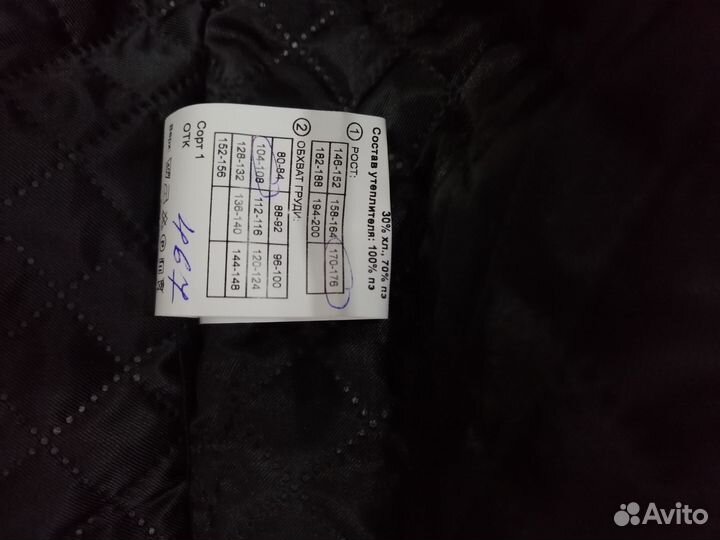 30% хл., 70% пэ
Состав утеплителя: 100% пэ
① РОСТ:
146-152 158-164 170-176
182-188 194-200
② ОБХВАТ ГРУДИ:
80-84 88-92 96-100
104-108 112-116 120-124
128-132 136-140 144-148
152-156
Сорт 1
ОТК
467
Avito